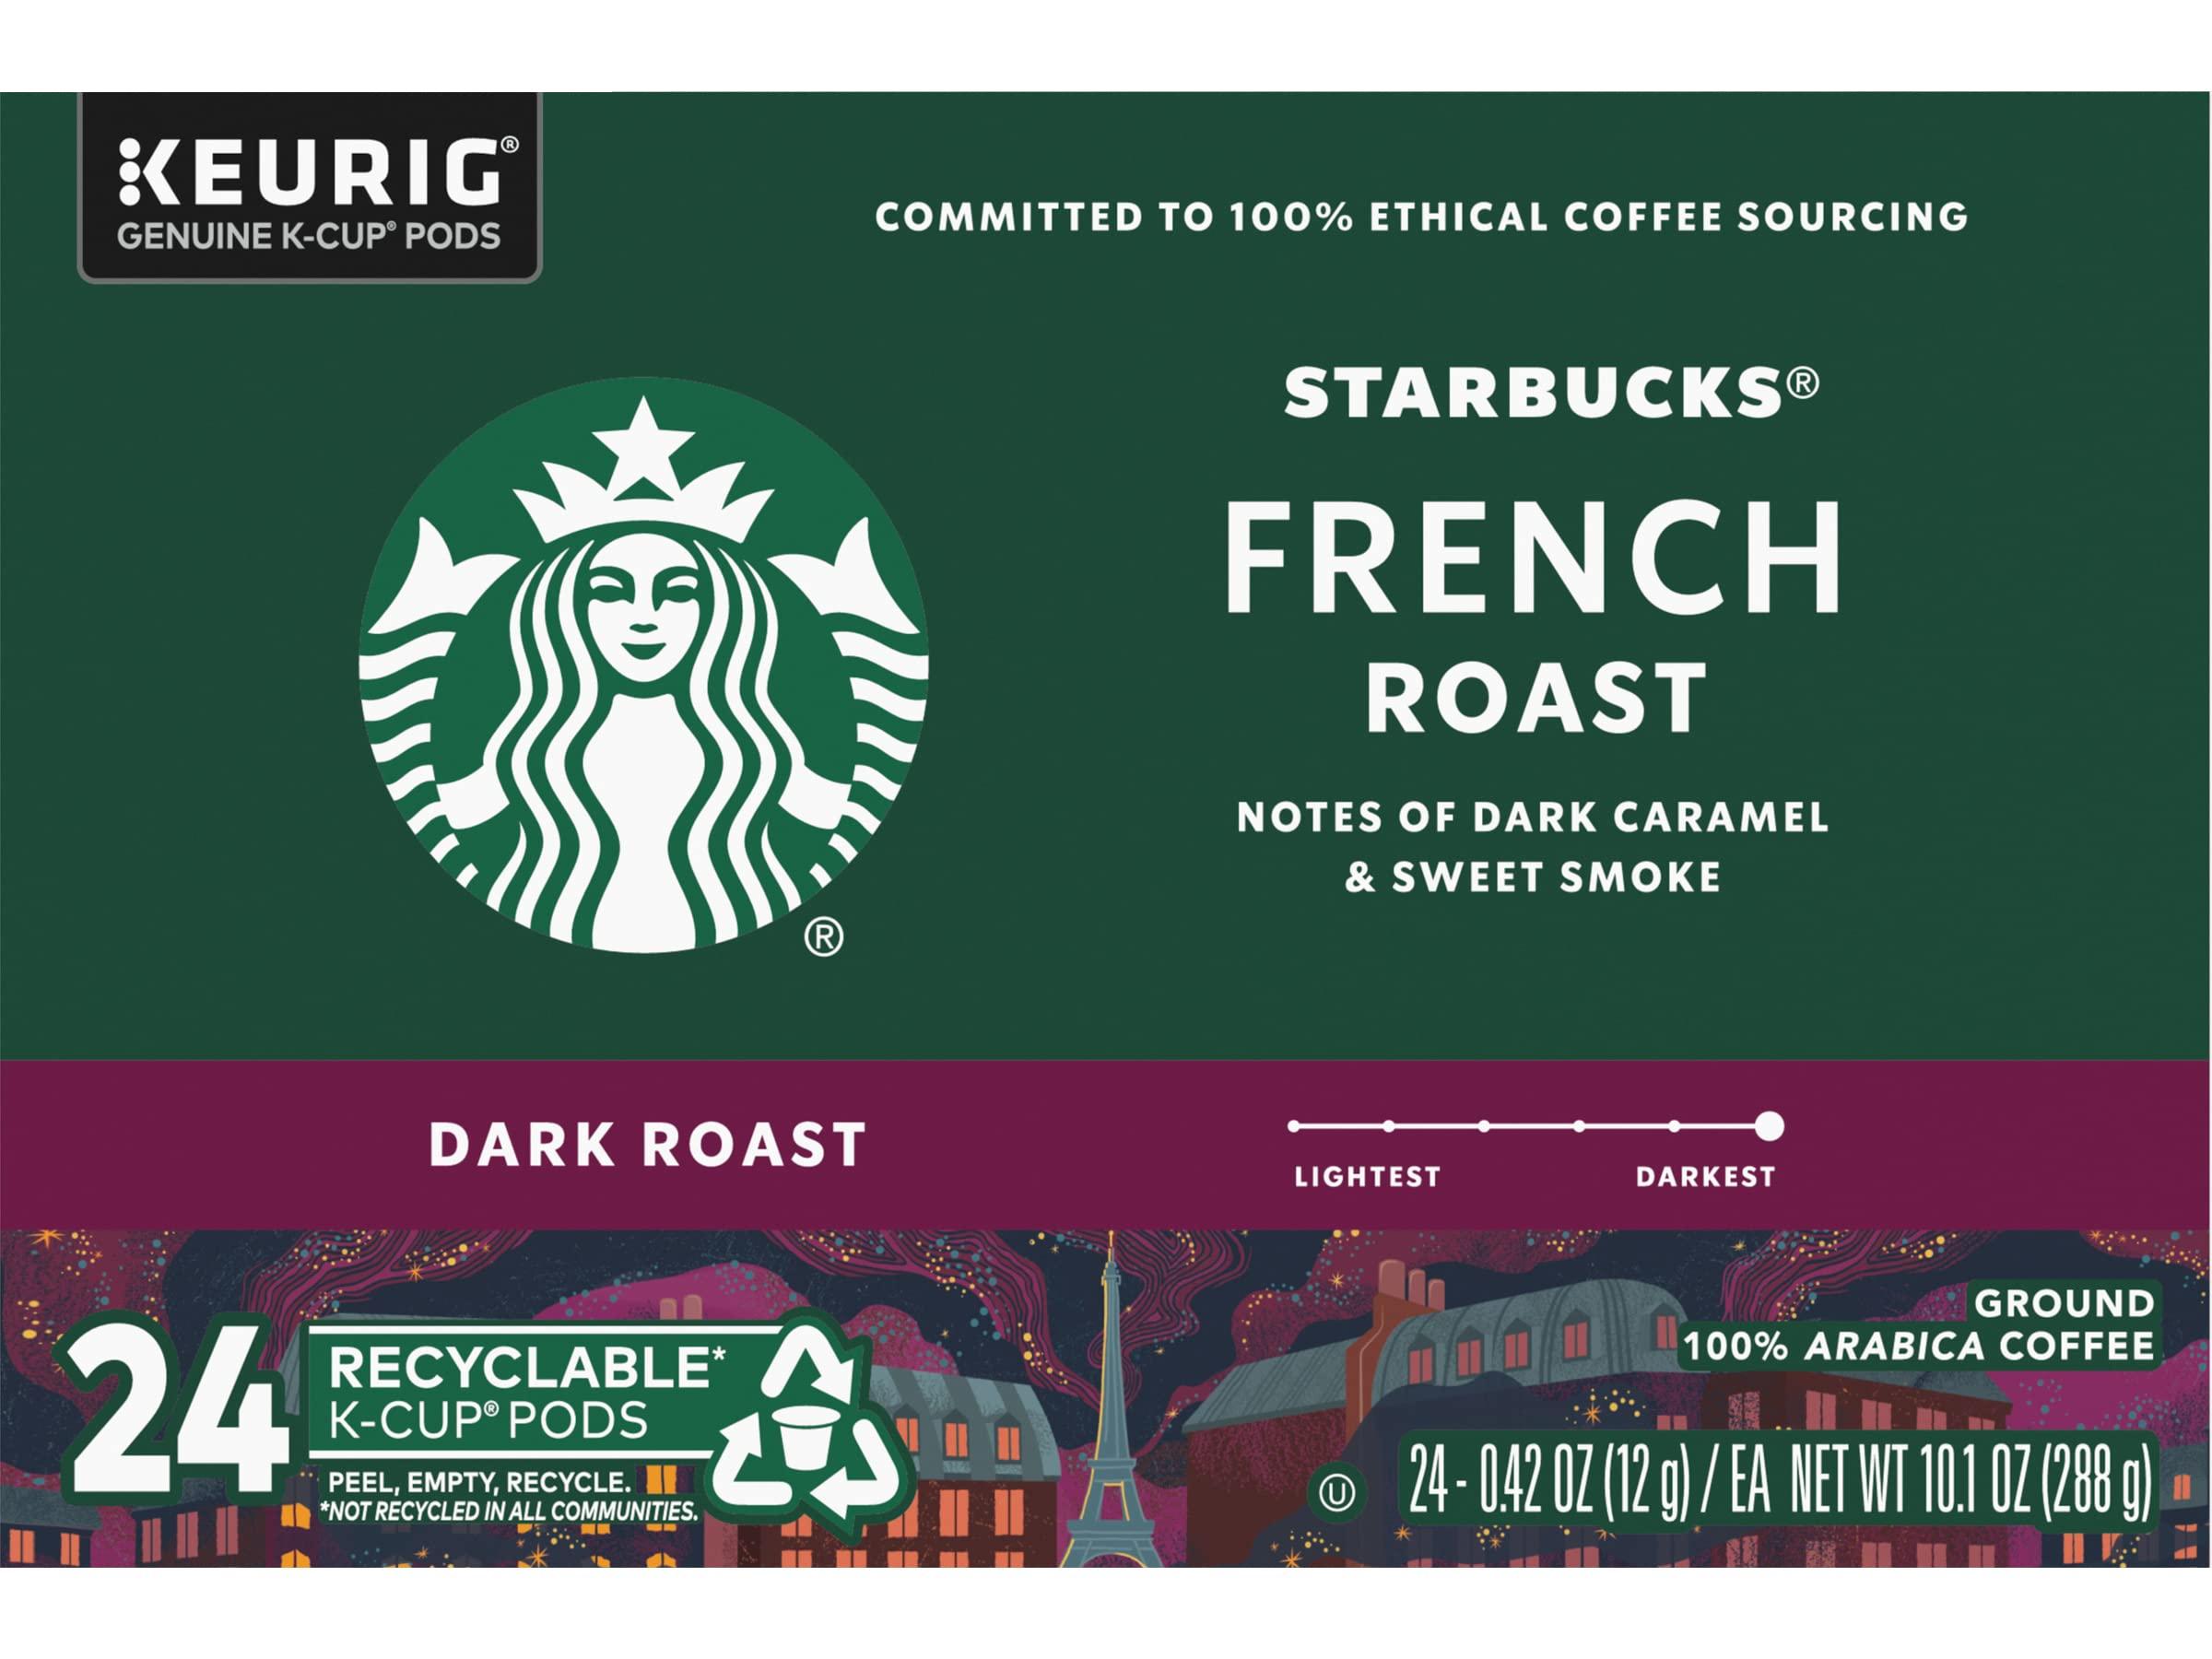 KEURIG®
GENUINE K-CUP® PODS
COMMITTED TO 100% ETHICAL COFFEE SOURCING
STARBUCKS®
FRENCH
ROAST
NOTES OF DARK CARAMEL
& SWEET SMOKE
®
DARK ROAST
LIGHTEST DARKEST
24
RECYCLABLE*
K-CUP® PODS
PEEL, EMPTY, RECYCLE.
*NOT RECYCLED IN ALL COMMUNITIES.
GROUND
100% ARABICA COFFEE
U
24 - 0.42 OZ (12 g) / EA NET WT 10.1 OZ (288 g)